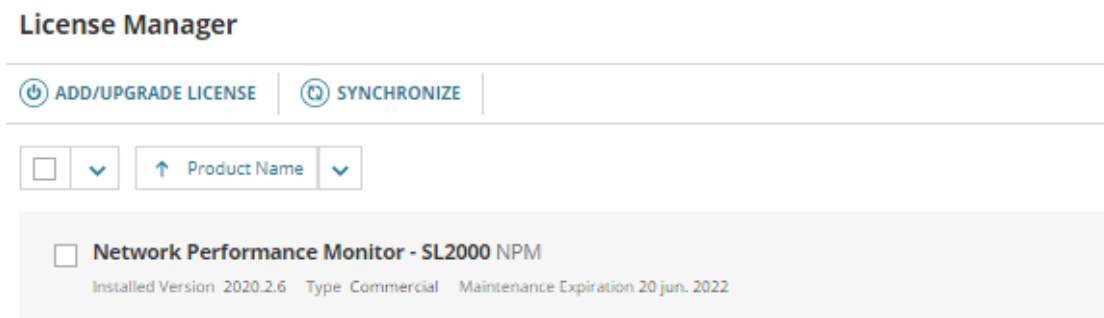 License Manager
ADD/UPGRADE LICENSE SYNCHRONIZE
Product Name
Network Performance Monitor - SL2000 NPM
Installed Version 2020.2.6 Type Commercial Maintenance Expiration 20 jun. 2022